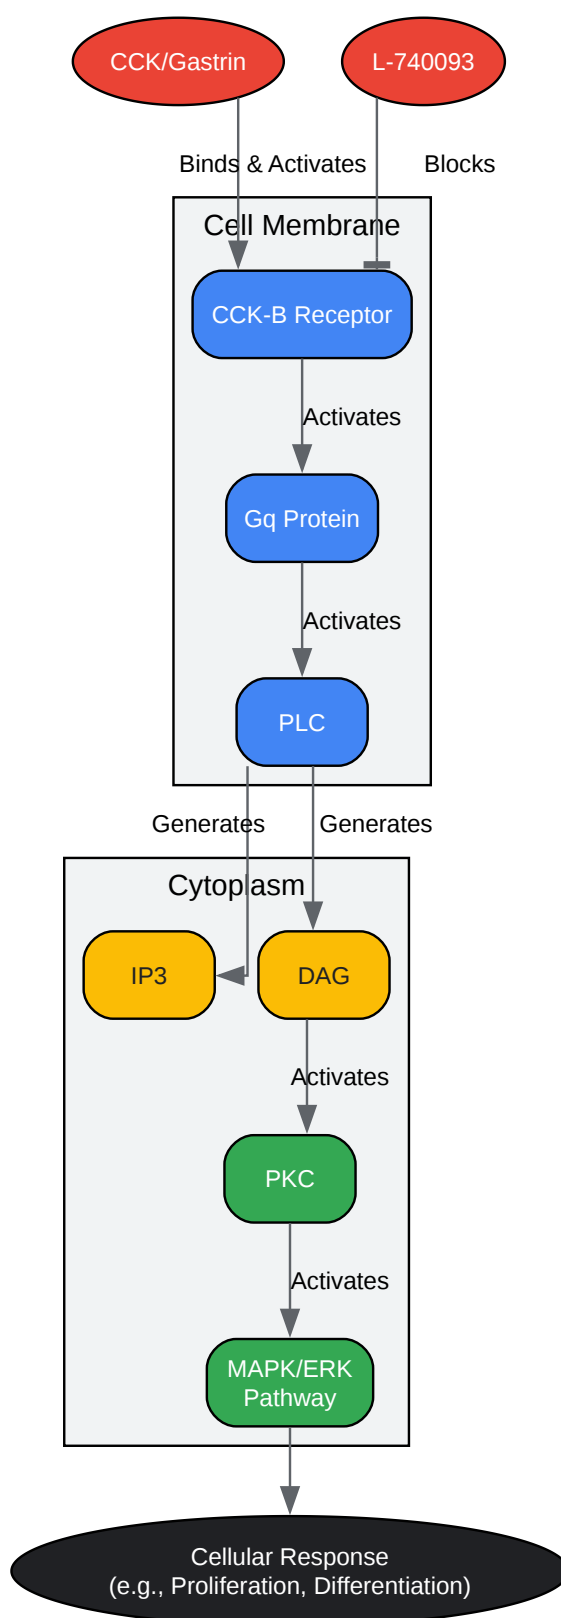 CCK/Gastrin
L-740093
Binds & Activates
Blocks
Cell Membrane
CCK-B Receptor
Activates
Gq Protein
Activates
PLC
Generates
Generates
Cytoplasm
IP3
DAG
Activates
PKC
Activates
MAPK/ERK
Pathway
Cellular Response
(e.g., Proliferation, Differentiation)